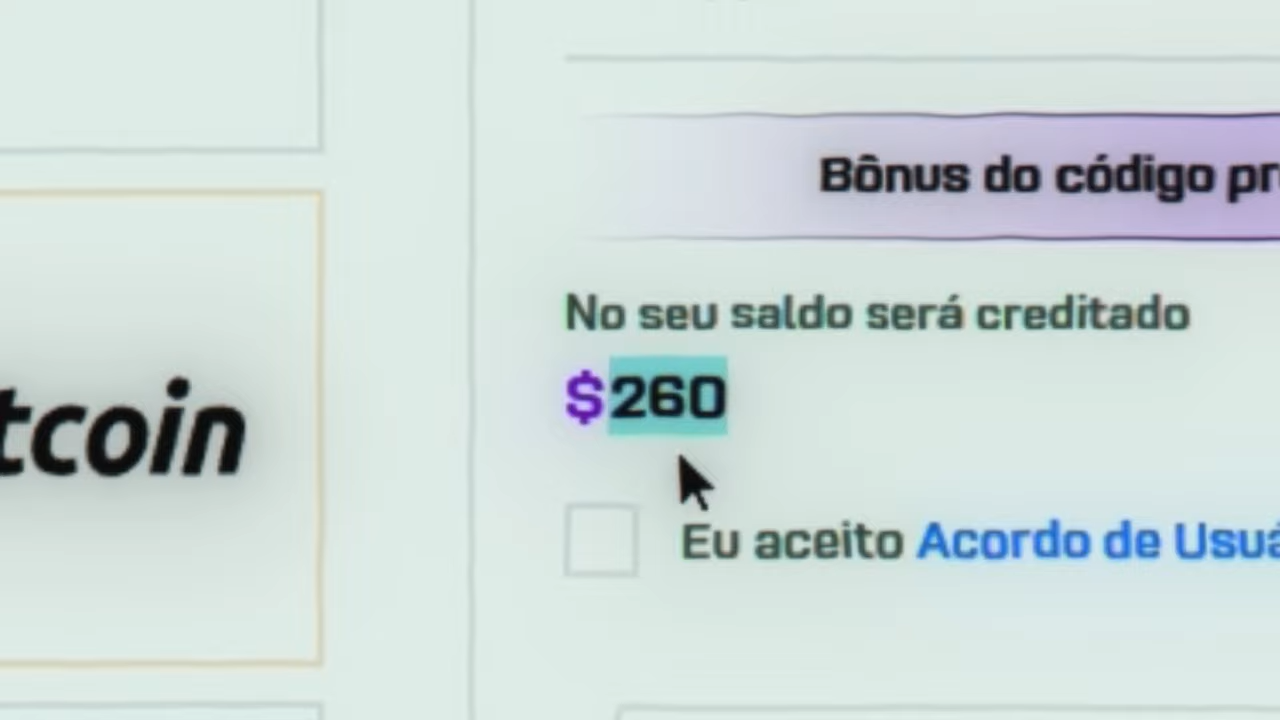 Bônus do código
No seu saldo será creditado
$260
tcoin
Eu aceito Acordo de